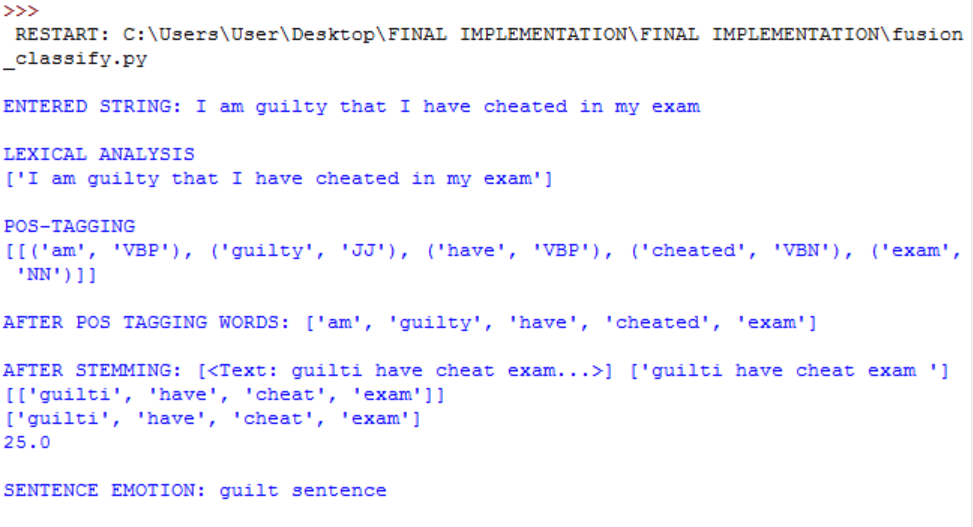 >>>
RESTART: C:\Users\User\Desktop\FINAL IMPLEMENTATION\FINAL IMPLEMENTATION\fusion
_classify.py
ENTERED STRING: I am guilty that I have cheated in my exam
LEXICAL ANALYSIS
['I am guilty that I have cheated in my exam']
POS-TAGGING
[[('am', 'VBP'), ('guilty', 'JJ'), ('have', 'VBP'), ('cheated', 'VBN'), ('exam',
'NN')]]
AFTER POS TAGGING WORDS: ['am', 'guilty', 'have', 'cheated', 'exam']
AFTER STEMMING: [<Text: guilti have cheat exam...>] ['guilti have cheat exam ']
[['guilti', 'have', 'cheat', 'exam']]
['guilti', 'have', 'cheat', 'exam']
25.0
SENTENCE EMOTION: guilt sentence